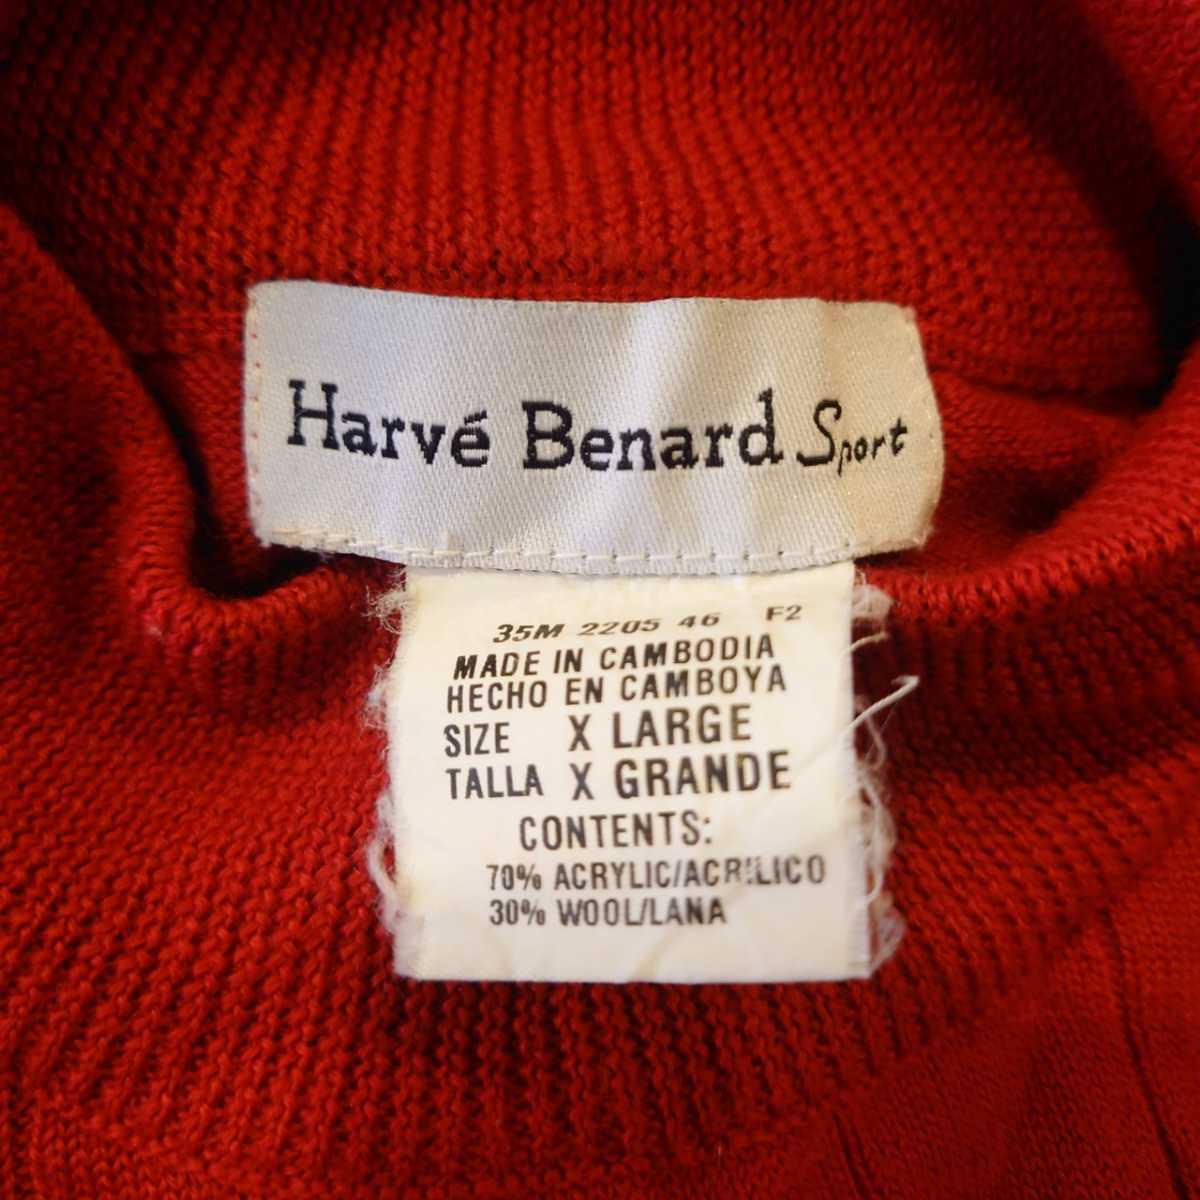 Harvé Benard Sport
35M 2205 46 F2
MADE IN CAMBODIA
HECHO EN CAMBOYA
SIZE X LARGE
TALLA X GRANDE
CONTENTS:
70% ACRYLIC/ACRILICO
30% WOOL/LANA